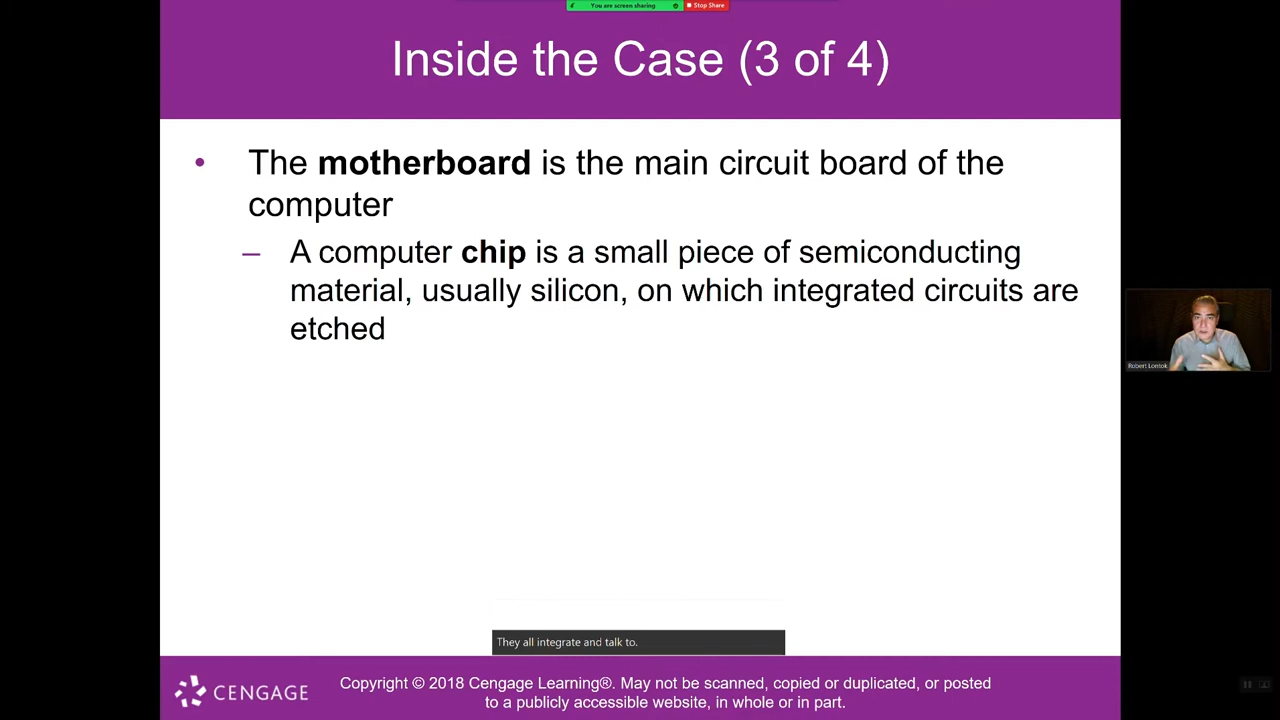 You are screen sharing
Stop Share
Inside the Case (3 of 4)
• The motherboard is the main circuit board of the
computer
– A computer chip is a small piece of semiconducting
material, usually silicon, on which integrated circuits are
etched
Robert Lontok
They all integrate and talk to.
CENGAGE
Copyright © 2018 Cengage Learning®. May not be scanned, copied or duplicated, or posted
to a publicly accessible website, in whole or in part.